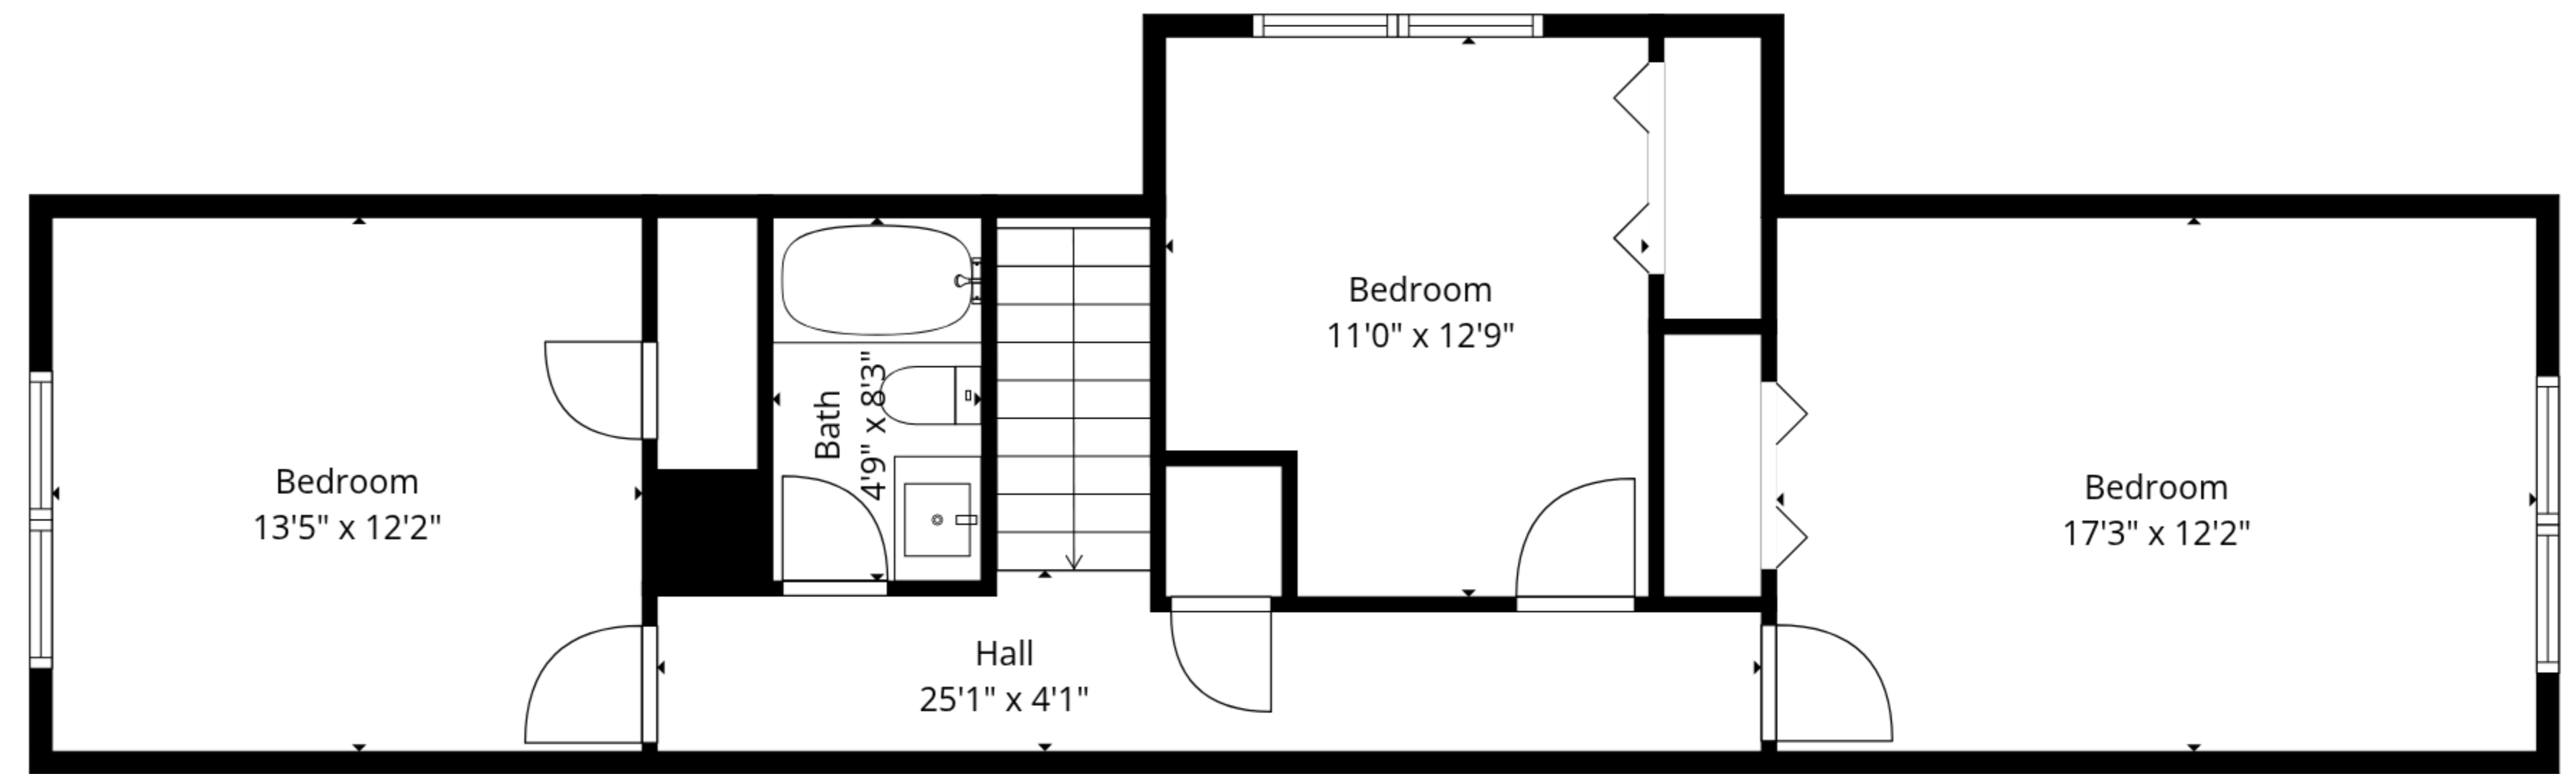 Bedroom
13'5" x 12'2"
Bath
4'9" x 8'3"
Hall
25'1" x 4'1"
Bedroom
11'0" x 12'9"
Bedroom
17'3" x 12'2"